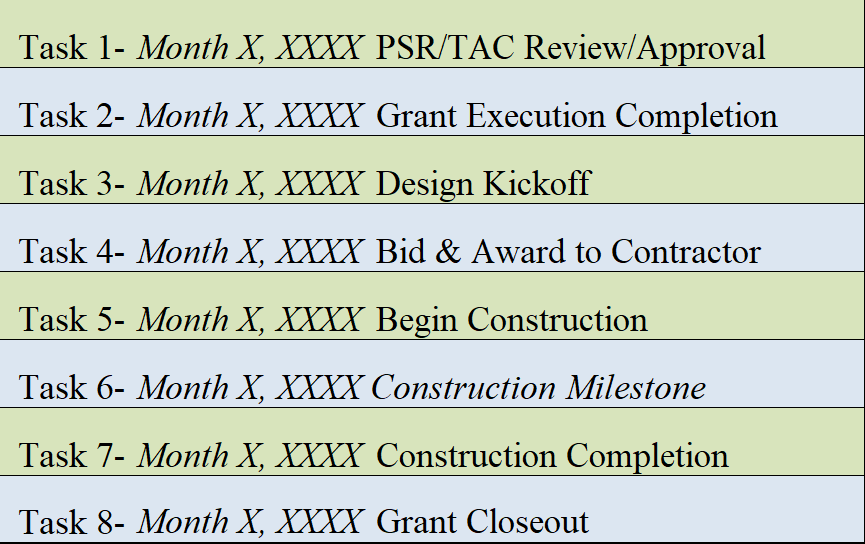 Task 1- Month X, XXXX PSR/TAC Review/Approval
Task 2- Month X, XXXX Grant Execution Completion
Task 3- Month X, XXXX Design Kickoff
Task 4- Month X, XXXX Bid & Award to Contractor
Task 5- Month X, XXXX Begin Construction
Task 6- Month X, XXXX Construction Milestone
Task 7- Month X, XXXX Construction Completion
Task 8- Month X, XXXX Grant Closeout